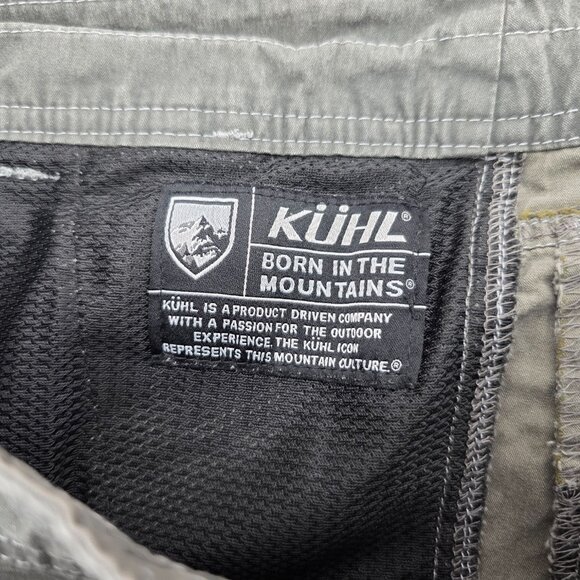 KÜHL®
BORN IN THE
MOUNTAINS®
KÜHL IS A PRODUCT DRIVEN COMPANY
WITH A PASSION FOR THE OUTDOOR
EXPERIENCE. THE KÜHL ICON
REPRESENTS THIS MOUNTAIN CULTURE.®